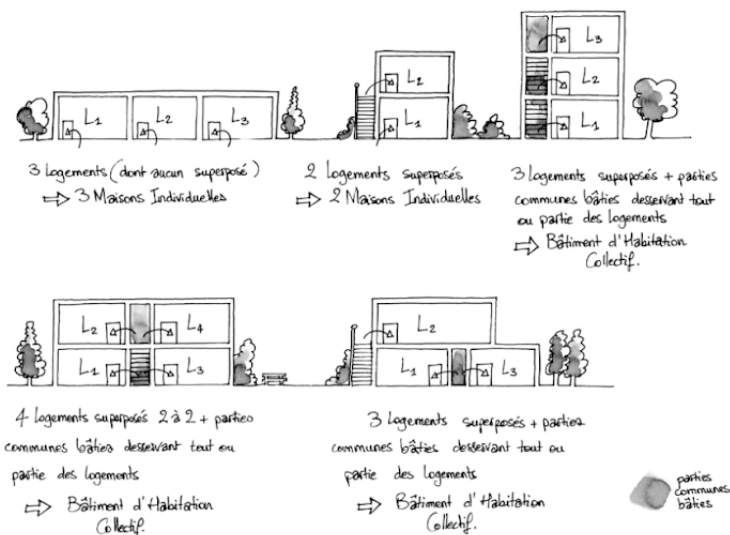 L1 L2 L3
3 logements (dont aucun superposé)
⇨ 3 Maisons Individuelles
L2
L1
2 Logements superposés
⇨ 2 Maisons Individuelles
L3
L2
L1
3 logements superposés + parties
communes bâties desservant tout
ou partie des logements
⇨ Bâtiment d'Habitation
Collectif.
L2 L4
L1 L3
4 logements superposés 2 à 2 + parties
communes bâties desservant tout ou
partie des logements
⇨ Bâtiment d'Habitation
Collectif.
L2
L1 L3
3 logements superposés + parties
communes bâties desservant tout ou
partie des logements
⇨ Bâtiment d'Habitation
Collectif.
parties
communes
bâties